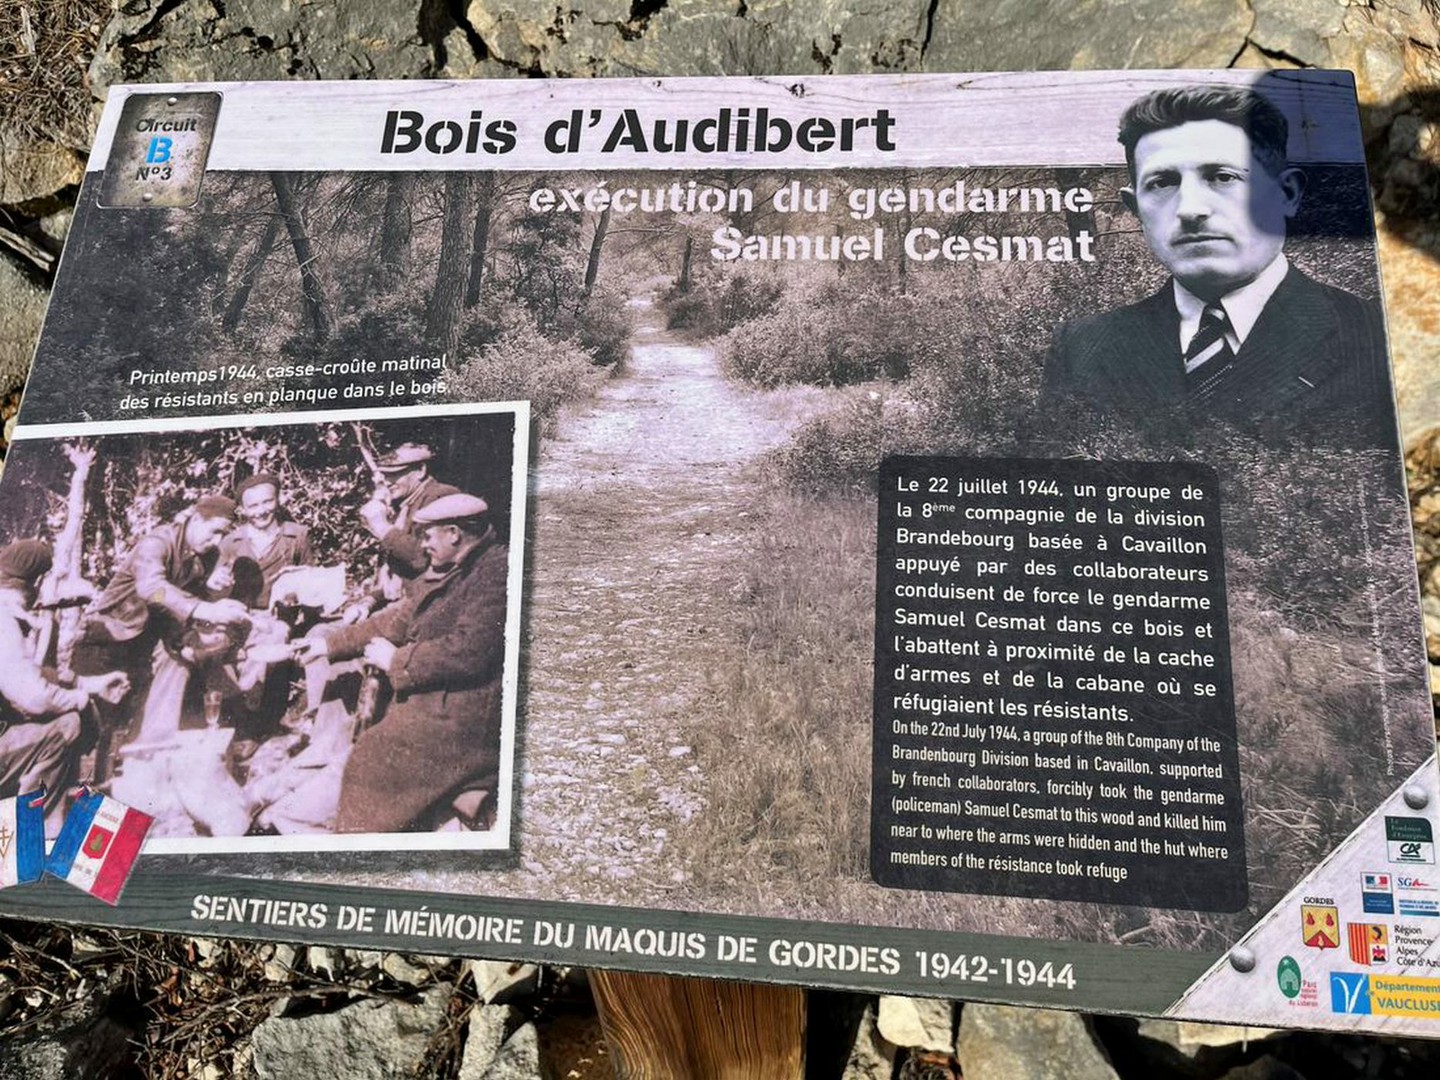 Circuit
B
N°3
Bois d'Audibert
exécution du gendarme
Samuel Cesmat
Printemps1944, casse-croûte matinal
des résistants en planque dans le bois
Le 22 juillet 1944, un groupe de
la 8ème compagnie de la division
Brandebourg basée à Cavaillon
appuyé par des collaborateurs
conduisent de force le gendarme
Samuel Cesmat dans ce bois et
l'abattent à proximité de la cache
d'armes et de la cabane où se
réfugiaient les résistants.
On the 22nd July 1944, a group of the 8th Company of the
Brandenbourg Division based in Cavaillon, supported
by french collaborators, forcibly took the gendarme
(policeman) Samuel Cesmat to this wood and killed him
near to where the arms were hidden and the hut where
members of the résistance took refuge
SENTIERS DE MÉMOIRE DU MAQUIS DE GORDES 1942-1944
CA
SGA
GORDES
Région
Provence-
Alpes
Côte d'Azu
Parc
Département
VAUCLUSE